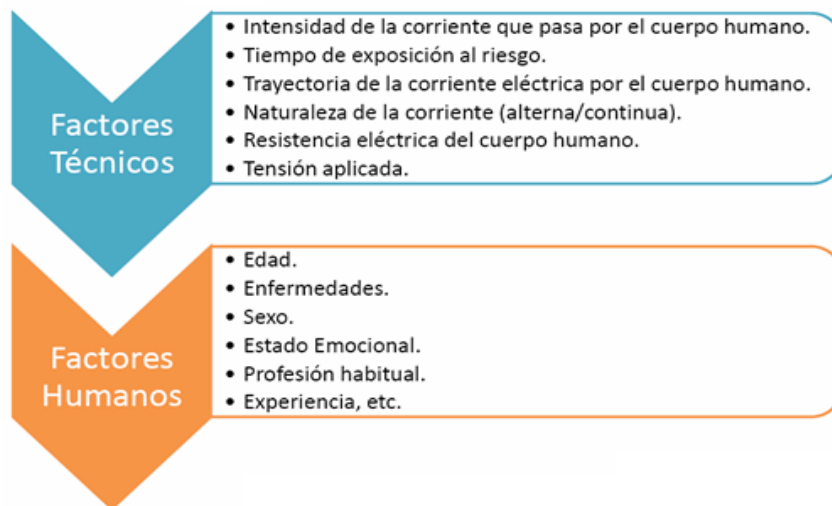 Factores
Técnicos
• Intensidad de la corriente que pasa por el cuerpo humano.
• Tiempo de exposición al riesgo.
• Trayectoria de la corriente eléctrica por el cuerpo humano.
• Naturaleza de la corriente (alterna/continua).
• Resistencia eléctrica del cuerpo humano.
• Tensión aplicada.
Factores
Humanos
• Edad.
• Enfermedades.
• Sexo.
• Estado Emocional.
• Profesión habitual.
• Experiencia, etc.